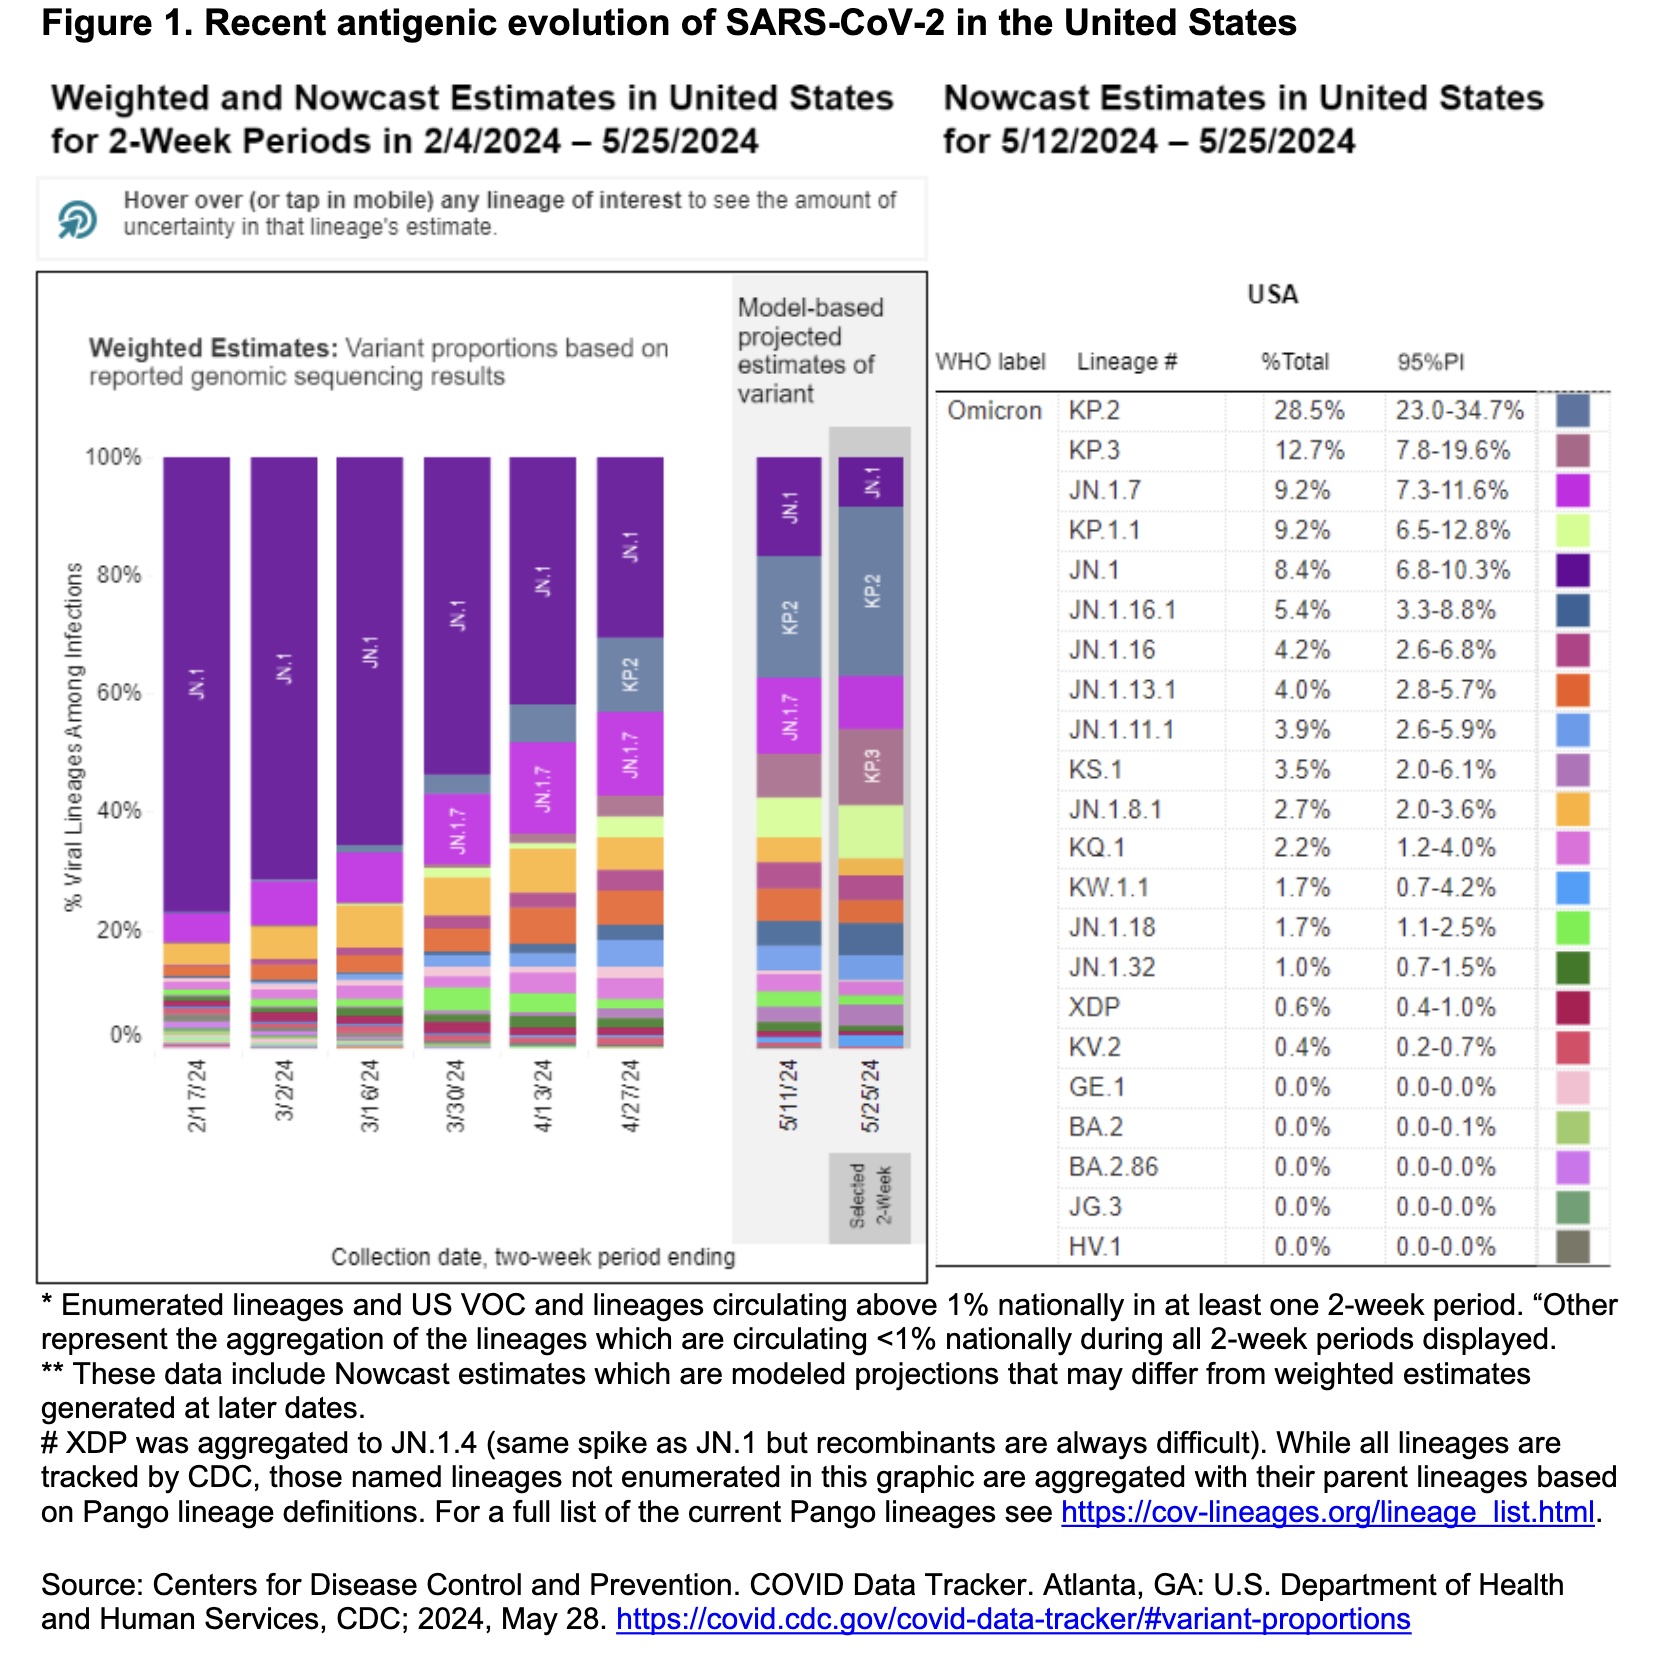 Figure 1. Recent antigenic evolution of SARS-CoV-2 in the United States
Weighted and Nowcast Estimates in United States
for 2-Week Periods in 2/4/2024 – 5/25/2024
Nowcast Estimates in United States
for 5/12/2024 – 5/25/2024
Hover over (or tap in mobile) any lineage of interest to see the amount of
uncertainty in that lineage's estimate.
Weighted Estimates: Variant proportions based on
reported genomic sequencing results
Model-based
projected
estimates of
variant
% Viral Lineages Among Infections
100%
80%
60%
40%
20%
0%
JN.1
JN.1
JN.1
JN.1
JN.1.7
JN.1
JN.1.7
JN.1
KP.2
JN.1.7
JN.1
KP.2
JN.1.7
JN.1
KP.2
KP.3
2/17/24
3/2/24
3/16/24
3/30/24
4/13/24
4/27/24
5/11/24
5/25/24
Selected
2-Week
Collection date, two-week period ending
USA
WHO label Lineage # %Total 95%PI
Omicron KP.2 28.5% 23.0-34.7%
KP.3 12.7% 7.8-19.6%
JN.1.7 9.2% 7.3-11.6%
KP.1.1 9.2% 6.5-12.8%
JN.1 8.4% 6.8-10.3%
JN.1.16.1 5.4% 3.3-8.8%
JN.1.16 4.2% 2.6-6.8%
JN.1.13.1 4.0% 2.8-5.7%
JN.1.11.1 3.9% 2.6-5.9%
KS.1 3.5% 2.0-6.1%
JN.1.8.1 2.7% 2.0-3.6%
KQ.1 2.2% 1.2-4.0%
KW.1.1 1.7% 0.7-4.2%
JN.1.18 1.7% 1.1-2.5%
JN.1.32 1.0% 0.7-1.5%
XDP 0.6% 0.4-1.0%
KV.2 0.4% 0.2-0.7%
GE.1 0.0% 0.0-0.0%
BA.2 0.0% 0.0-0.1%
BA.2.86 0.0% 0.0-0.0%
JG.3 0.0% 0.0-0.0%
HV.1 0.0% 0.0-0.0%
* Enumerated lineages and US VOC and lineages circulating above 1% nationally in at least one 2-week period. “Other
represent the aggregation of the lineages which are circulating <1% nationally during all 2-week periods displayed.
** These data include Nowcast estimates which are modeled projections that may differ from weighted estimates
generated at later dates.
# XDP was aggregated to JN.1.4 (same spike as JN.1 but recombinants are always difficult). While all lineages are
tracked by CDC, those named lineages not enumerated in this graphic are aggregated with their parent lineages based
on Pango lineage definitions. For a full list of the current Pango lineages see https://cov-lineages.org/lineage_list.html.
Source: Centers for Disease Control and Prevention. COVID Data Tracker. Atlanta, GA: U.S. Department of Health
and Human Services, CDC; 2024, May 28. https://covid.cdc.gov/covid-data-tracker/#variant-proportions